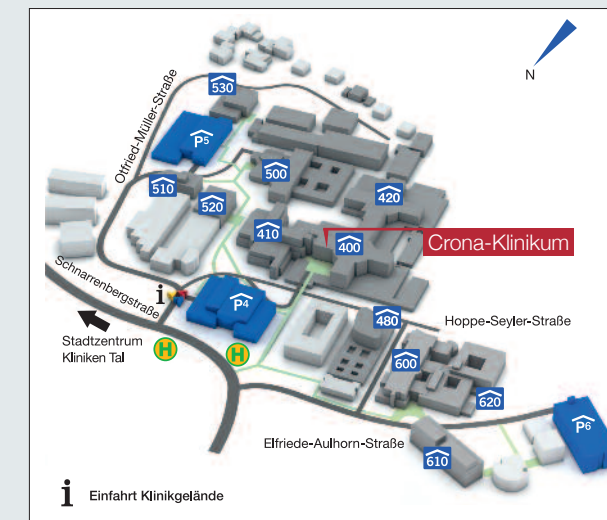 N
530
Otfried-Müller-Straße
P5
500
510
420
520
410
400
Crona-Klinikum
i
P4
Schnarrenbergstraße
480
Hoppe-Seyler-Straße
Stadtzentrum
Kliniken Tal
H
H
600
620
P6
Elfriede-Aulhorn-Straße
610
i Einfahrt Klinikgelände